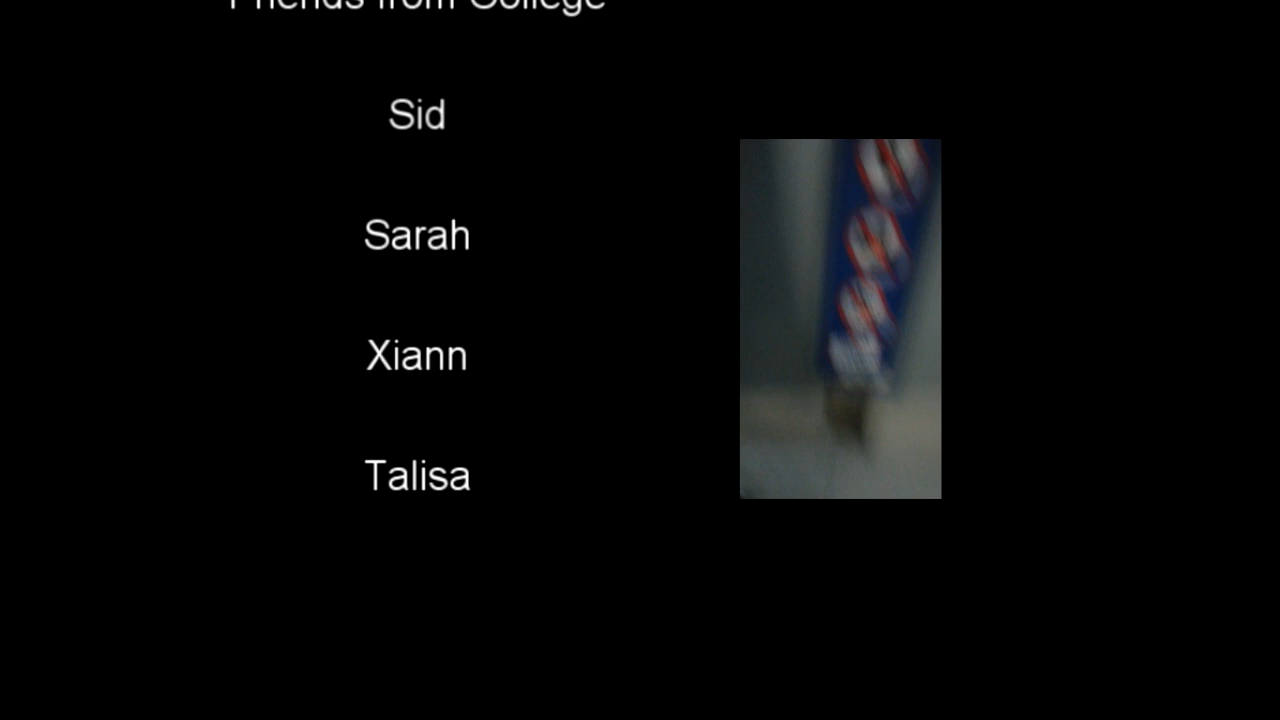 Friends from College
Sid
Sarah
Xiann
Talisa